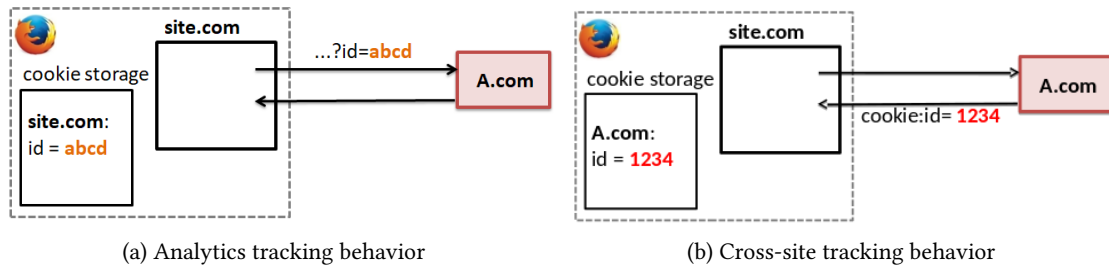 site.com
...?id=abcd
cookie storage
A.com
site.com:
id = abcd
(a) Analytics tracking behavior
site.com
cookie storage
A.com
cookie:id= 1234
A.com:
id = 1234
(b) Cross-site tracking behavior